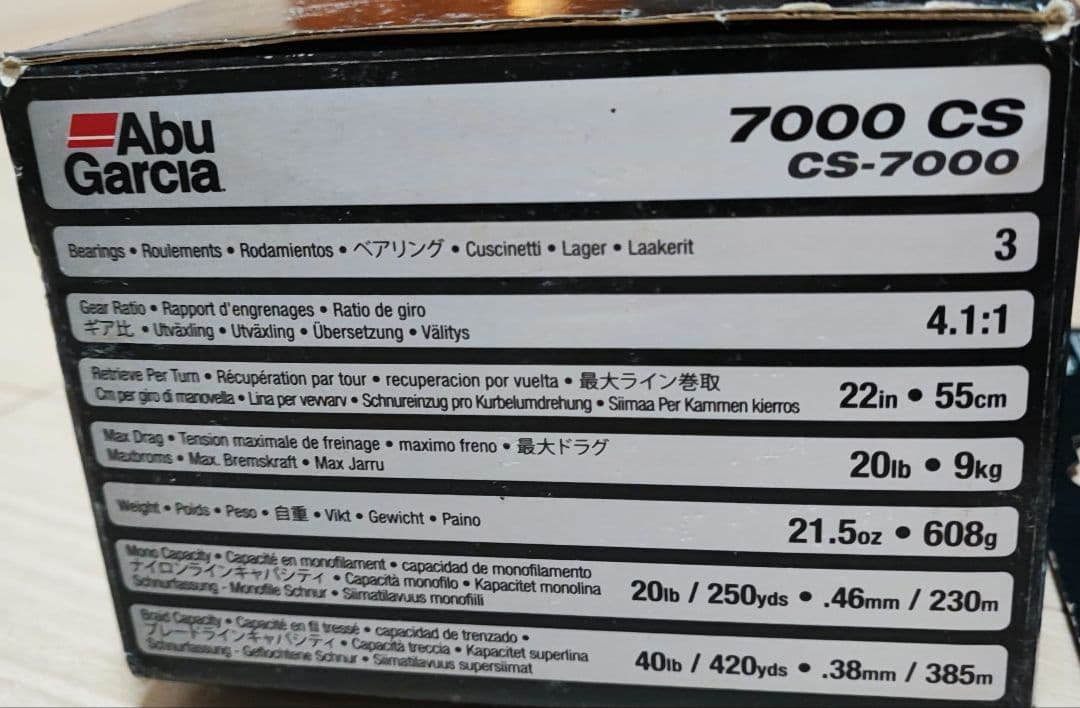 Abu
Garcia
7000 CS
CS-7000
Bearings • Roulements • Rodamientos • ベアリング • Cuscinetti • Lager • Laakerit
3
Gear Ratio • Rapport d'engrenages • Ratio de giro
ギア比 • Utväxling • Utväxling • Übersetzung • Välitys
4.1:1
Retrieve Per Turn • Récupération par tour • recuperacion por vuelta • 最大ライン巻取
Cm per giro di manovella • Lina per vevvarv • Schnureinzug pro Kurbelumdrehung • Siimaa Per Kammen kierros
22in • 55cm
Max Drag • Tension maximale de freinage • maximo freno • 最大ドラグ
Maxbroms • Max. Bremskraft • Max Jarru
20lb • 9kg
Weight • Poids • Peso • 自重 • Vikt • Gewicht • Paino
21.5oz • 608g
Mono Capacity • Capacité en monofilament • capacidad de monofilamento
ナイロンラインキャパシティ • Capacità monofilo • Kapacitet monolina
Schnurfassung - Monofile Schnur • Siimatilavuus monofiili
20lb / 250yds • .46mm / 230m
Braid Capacity • Capacité en fil tressé • capacidad de trenzado •
ブレードラインキャパシティ • Capacità treccia • Kapacitet superlina
Schnurfassung - Geflochtene Schnur • Siimatilavuus supersiimat
40lb / 420yds • .38mm / 385m